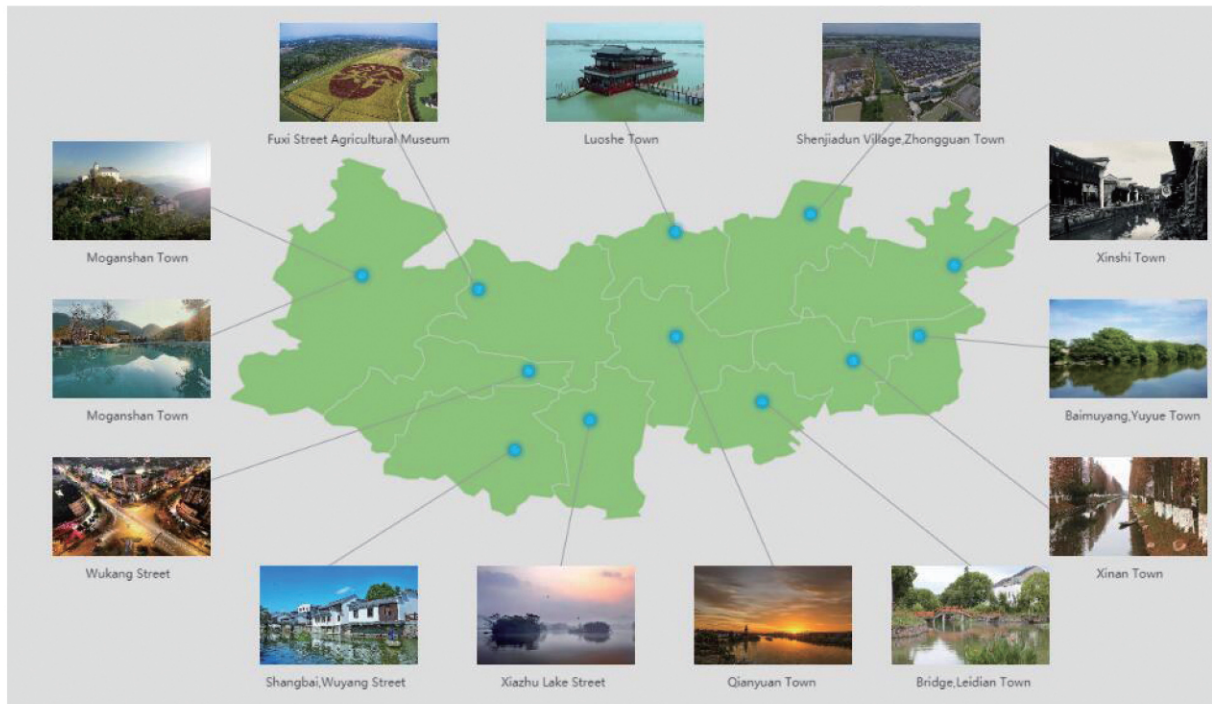 Fuxi Street Agricultural Museum
Luoshe Town
Shenjiadun Village,Zhongguan Town
Moganshan Town
Xinshi Town
Moganshan Town
Baimuyang,Yuyue Town
Wukang Street
Xinan Town
Shangbai,Wuyang Street
Xiazhu Lake Street
Qianyuan Town
Bridge,Leidian Town